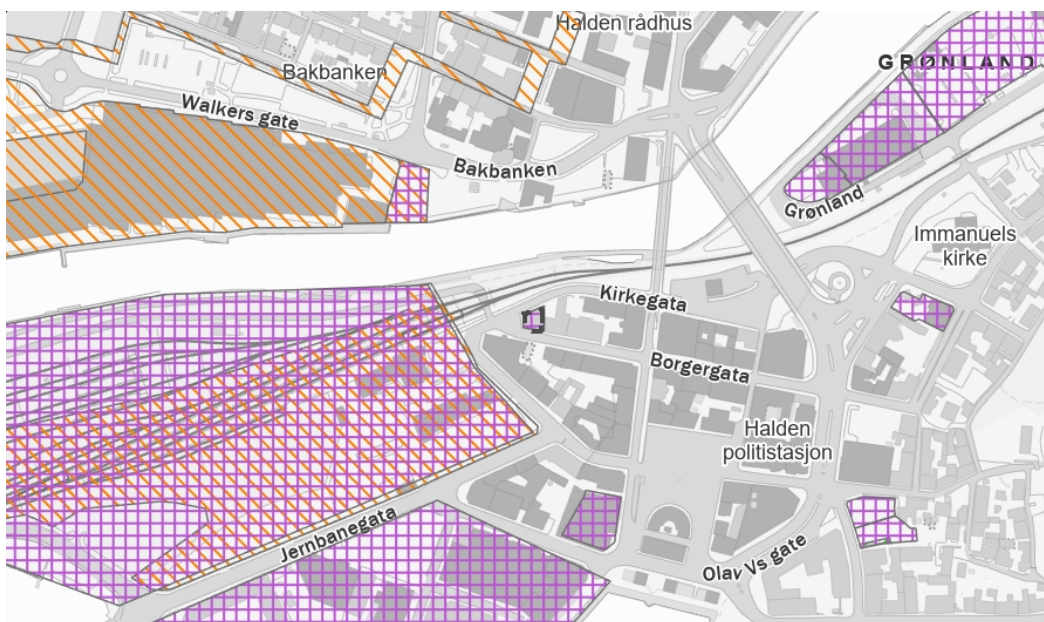 Halden rådhus
GRØNLAND
Bakbanken
Walkers gate
Bakbanken
Grønland
Immanuels
kirke
Kirkegata
Borgergata
Halden
politistasjon
Jernbanegata
Olav Vs gate